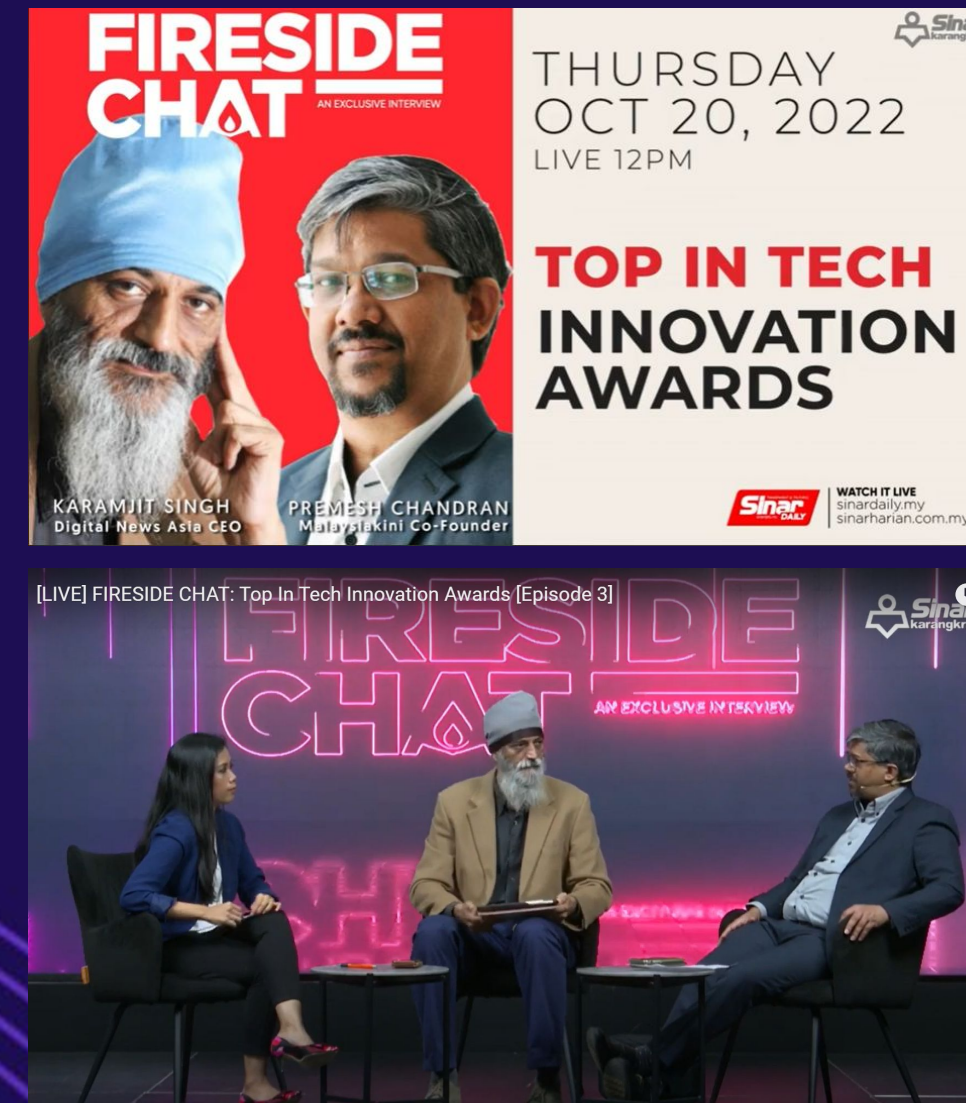 FIRESIDE
CHAT
AN EXCLUSIVE INTERVIEW
KARAMJIT SINGH
Digital News Asia CEO
PREMESH CHANDRAN
Malaysiakini Co-Founder
THURSDAY
OCT 20, 2022
LIVE 12PM
TOP IN TECH
INNOVATION
AWARDS
Sinar
DAILY
WATCH IT LIVE
sinardaily.my
sinarharian.com.my
[LIVE] FIRESIDE CHAT: Top In Tech Innovation Awards [Episode 3]
FIRESIDE
CHAT
AN EXCLUSIVE INTERVIEW